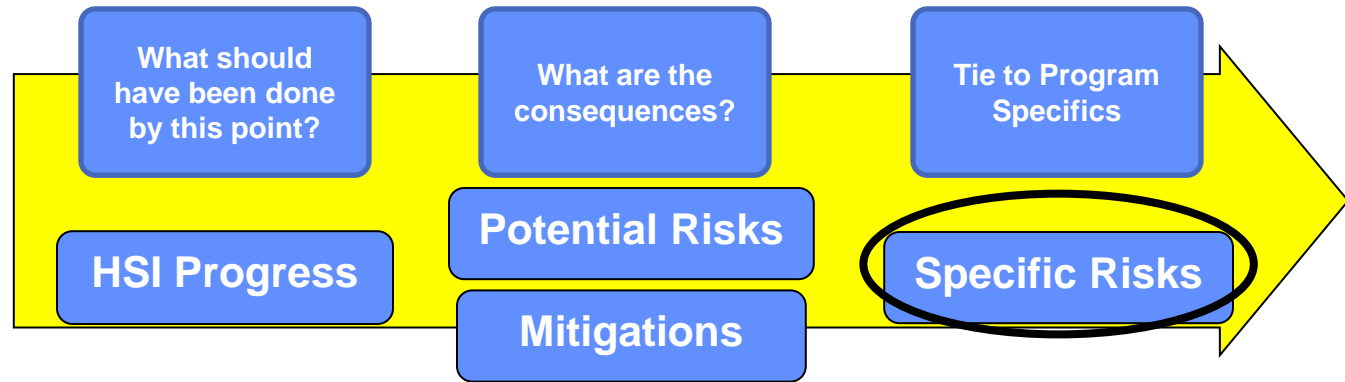 What should
have been done
by this point?
What are the
consequences?
Tie to Program
Specifics
HSI Progress
Potential Risks
Mitigations
Specific Risks